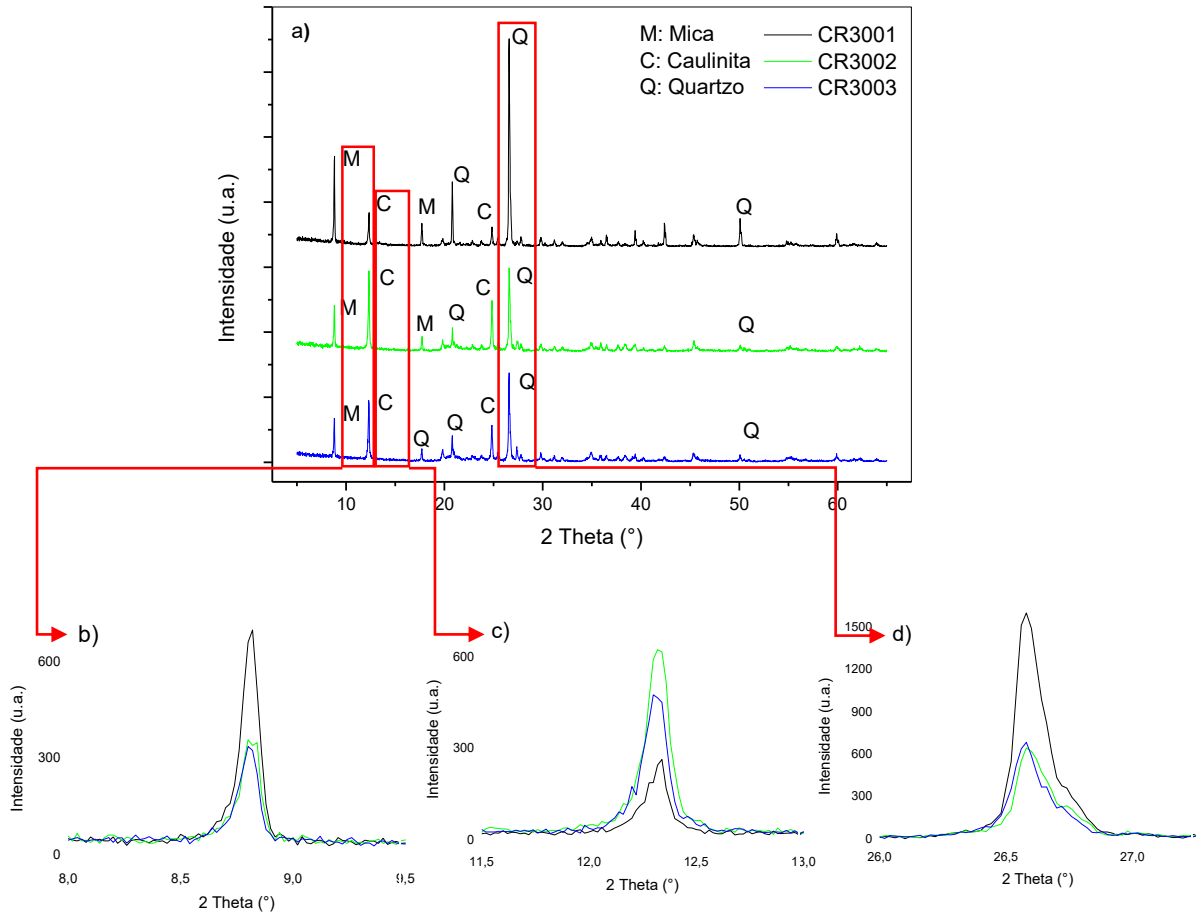 a)
M: Mica CR3001
C: Caulinita CR3002
Q: Quartzo CR3003
Q
M
Q
C
M
C
Q
C
Q
C
M
M
Q
Q
C
Q
M
C
Q
Q
C
Q
Intensidade (u.a.)
10 20 30 40 50 60
2 Theta (°)
b)
600
300
0
Intensidade (u.a.)
8,0 8,5 9,0 9,5
2 Theta (°)
c)
600
300
0
Intensidade (u.a.)
11,5 12,0 12,5 13,0
2 Theta (°)
d)
1500
1200
900
600
300
0
Intensidade (u.a.)
26,0 26,5 27,0
2 Theta (°)